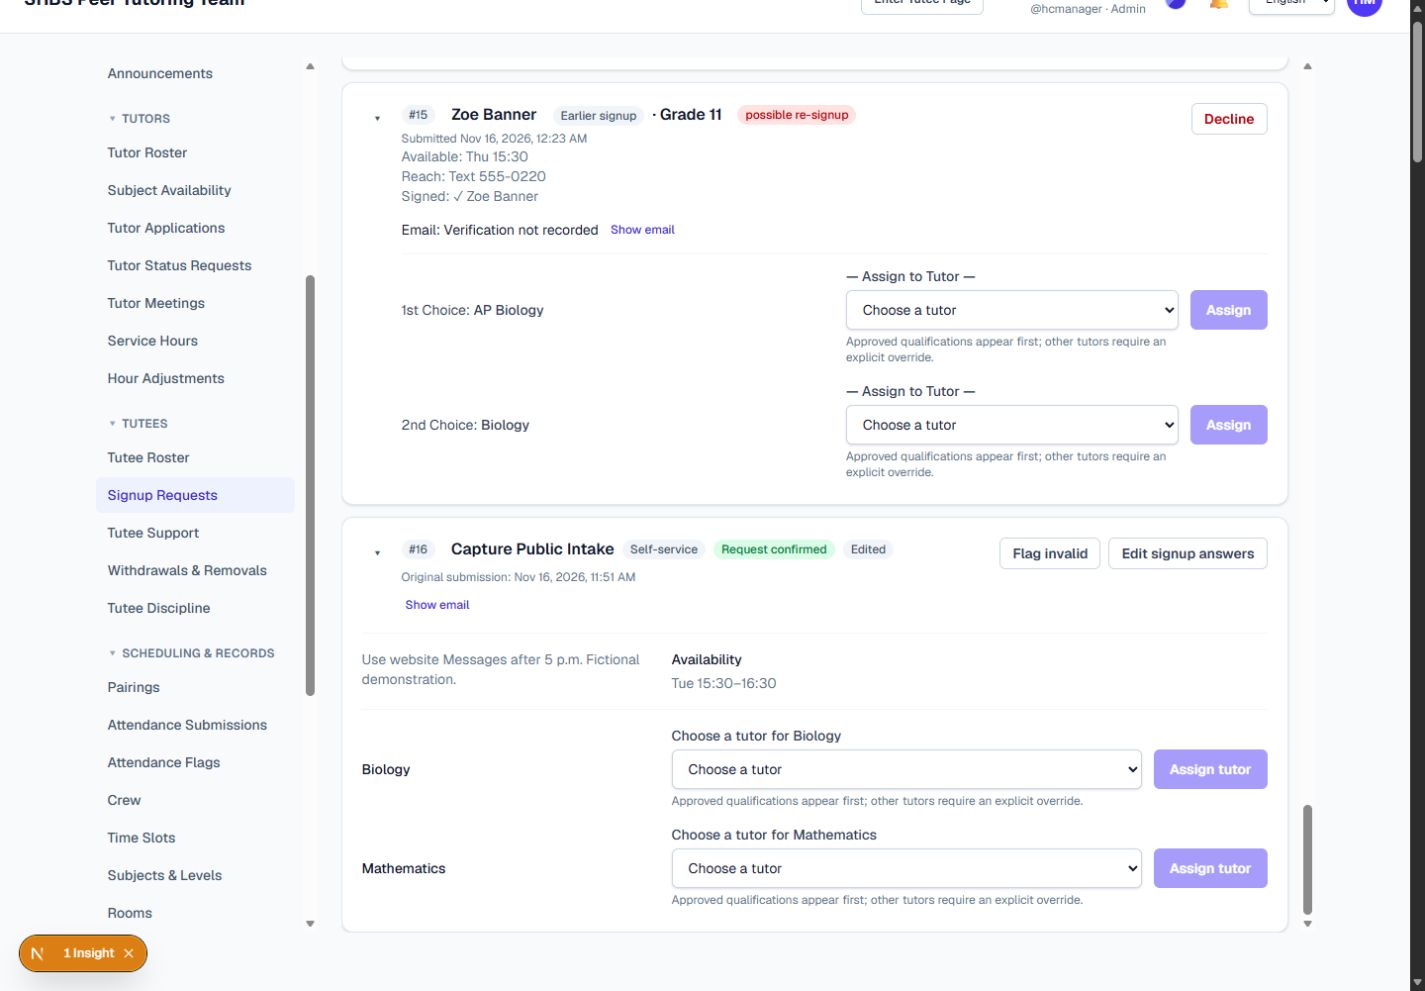 SHBS Peer Tutoring Team
Enter Tutee Page
@hcmanager · Admin
English
HM
Announcements
TUTORS
Tutor Roster
Subject Availability
Tutor Applications
Tutor Status Requests
Tutor Meetings
Service Hours
Hour Adjustments
TUTEES
Tutee Roster
Signup Requests
Tutee Support
Withdrawals & Removals
Tutee Discipline
SCHEDULING & RECORDS
Pairings
Attendance Submissions
Attendance Flags
Crew
Time Slots
Subjects & Levels
Rooms
N 1 Insight ×
#15 Zoe Banner Earlier signup · Grade 11 possible re-signup
Decline
Submitted Nov 16, 2026, 12:23 AM
Available: Thu 15:30
Reach: Text 555-0220
Signed: ✓ Zoe Banner
Email: Verification not recorded Show email
— Assign to Tutor —
1st Choice: AP Biology
Choose a tutor
Assign
Approved qualifications appear first; other tutors require an
explicit override.
— Assign to Tutor —
2nd Choice: Biology
Choose a tutor
Assign
Approved qualifications appear first; other tutors require an
explicit override.
#16 Capture Public Intake Self-service Request confirmed Edited
Flag invalid
Edit signup answers
Original submission: Nov 16, 2026, 11:51 AM
Show email
Use website Messages after 5 p.m. Fictional
demonstration.
Availability
Tue 15:30–16:30
Choose a tutor for Biology
Biology
Choose a tutor
Assign tutor
Approved qualifications appear first; other tutors require an explicit override.
Choose a tutor for Mathematics
Mathematics
Choose a tutor
Assign tutor
Approved qualifications appear first; other tutors require an explicit override.